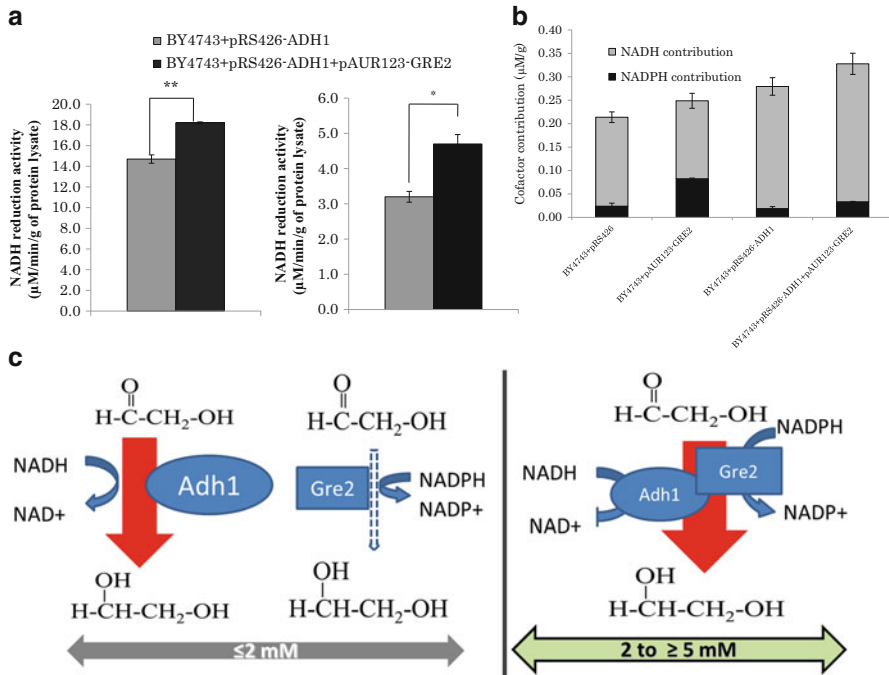 a
BY4743+pRS426-ADH1
BY4743+pRS426-ADH1+pAUR123-GRE2
NADH reduction activity
(µM/min/g of protein lysate)
20.0
18.0
16.0
14.0
12.0
10.0
8.0
6.0
4.0
2.0
0.0
**
NADH reduction activity
(µM/min/g of protein lysate)
6.0
5.0
4.0
3.0
2.0
1.0
0.0
*
b
Cofactor contribution (µM/g)
0.40
0.35
0.30
0.25
0.20
0.15
0.10
0.05
0.00
NADH contribution
NADPH contribution
BY4743+pRS426
BY4743+pAUR123-GRE2
BY4743+pRS426-ADH1
BY4743+pRS426-ADH1+pAUR123-GRE2
c
O
H-C-CH2-OH
NADH
NAD+
Adh1
OH
H-CH-CH2-OH
O
H-C-CH2-OH
Gre2
NADPH
NADP+
OH
H-CH-CH2-OH
≤2 mM
O
H-C-CH2-OH
NADPH
NADH
Gre2
Adh1
NAD+
NADP+
OH
H-CH-CH2-OH
2 to ≥ 5 mM